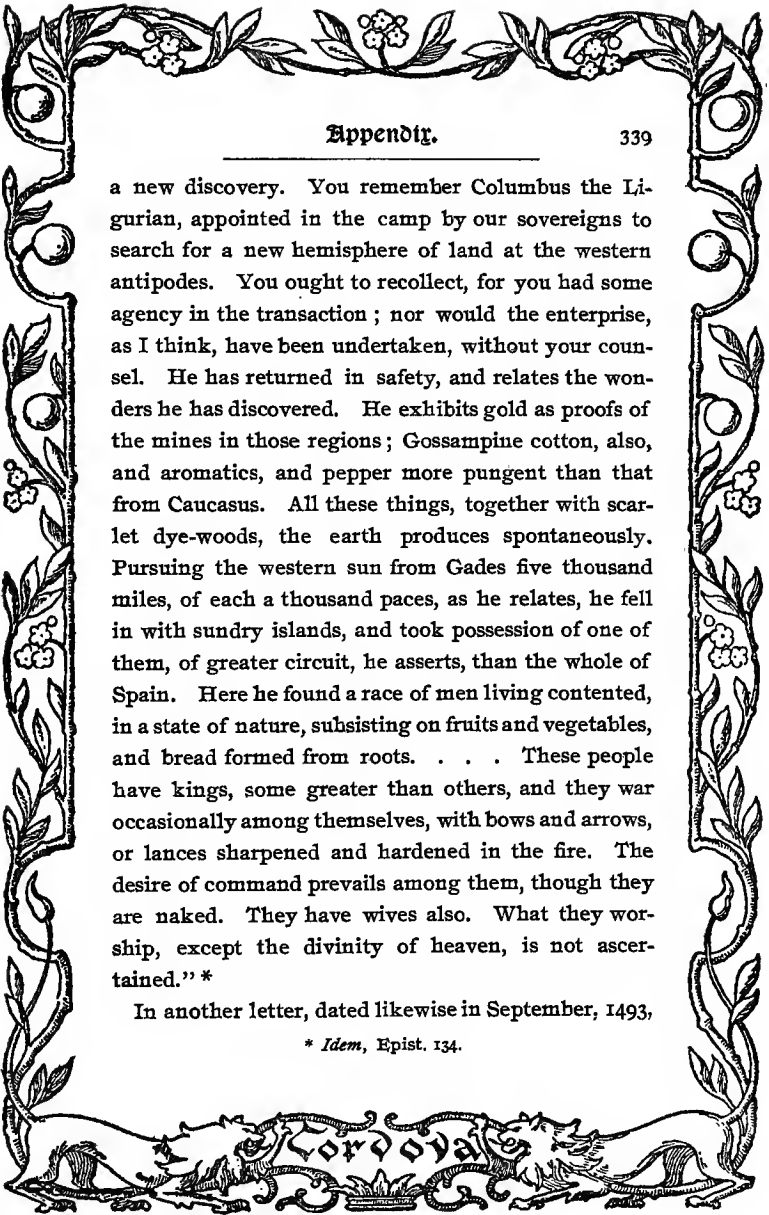 Appendix. 339
a new discovery. You remember Columbus the Li-
gurian, appointed in the camp by our sovereigns to
search for a new hemisphere of land at the western
antipodes. You ought to recollect, for you had some
agency in the transaction ; nor would the enterprise,
as I think, have been undertaken, without your coun-
sel. He has returned in safety, and relates the won-
ders he has discovered. He exhibits gold as proofs of
the mines in those regions ; Gossampine cotton, also,
and aromatics, and pepper more pungent than that
from Caucasus. All these things, together with scar-
let dye-woods, the earth produces spontaneously.
Pursuing the western sun from Gades five thousand
miles, of each a thousand paces, as he relates, he fell
in with sundry islands, and took possession of one of
them, of greater circuit, he asserts, than the whole of
Spain. Here he found a race of men living contented,
in a state of nature, subsisting on fruits and vegetables,
and bread formed from roots. . . . These people
have kings, some greater than others, and they war
occasionally among themselves, with bows and arrows,
or lances sharpened and hardened in the fire. The
desire of command prevails among them, though they
are naked. They have wives also. What they wor-
ship, except the divinity of heaven, is not ascer-
tained." *
In another letter, dated likewise in September, 1493,
* Idem, Epist. 134.
Cordova